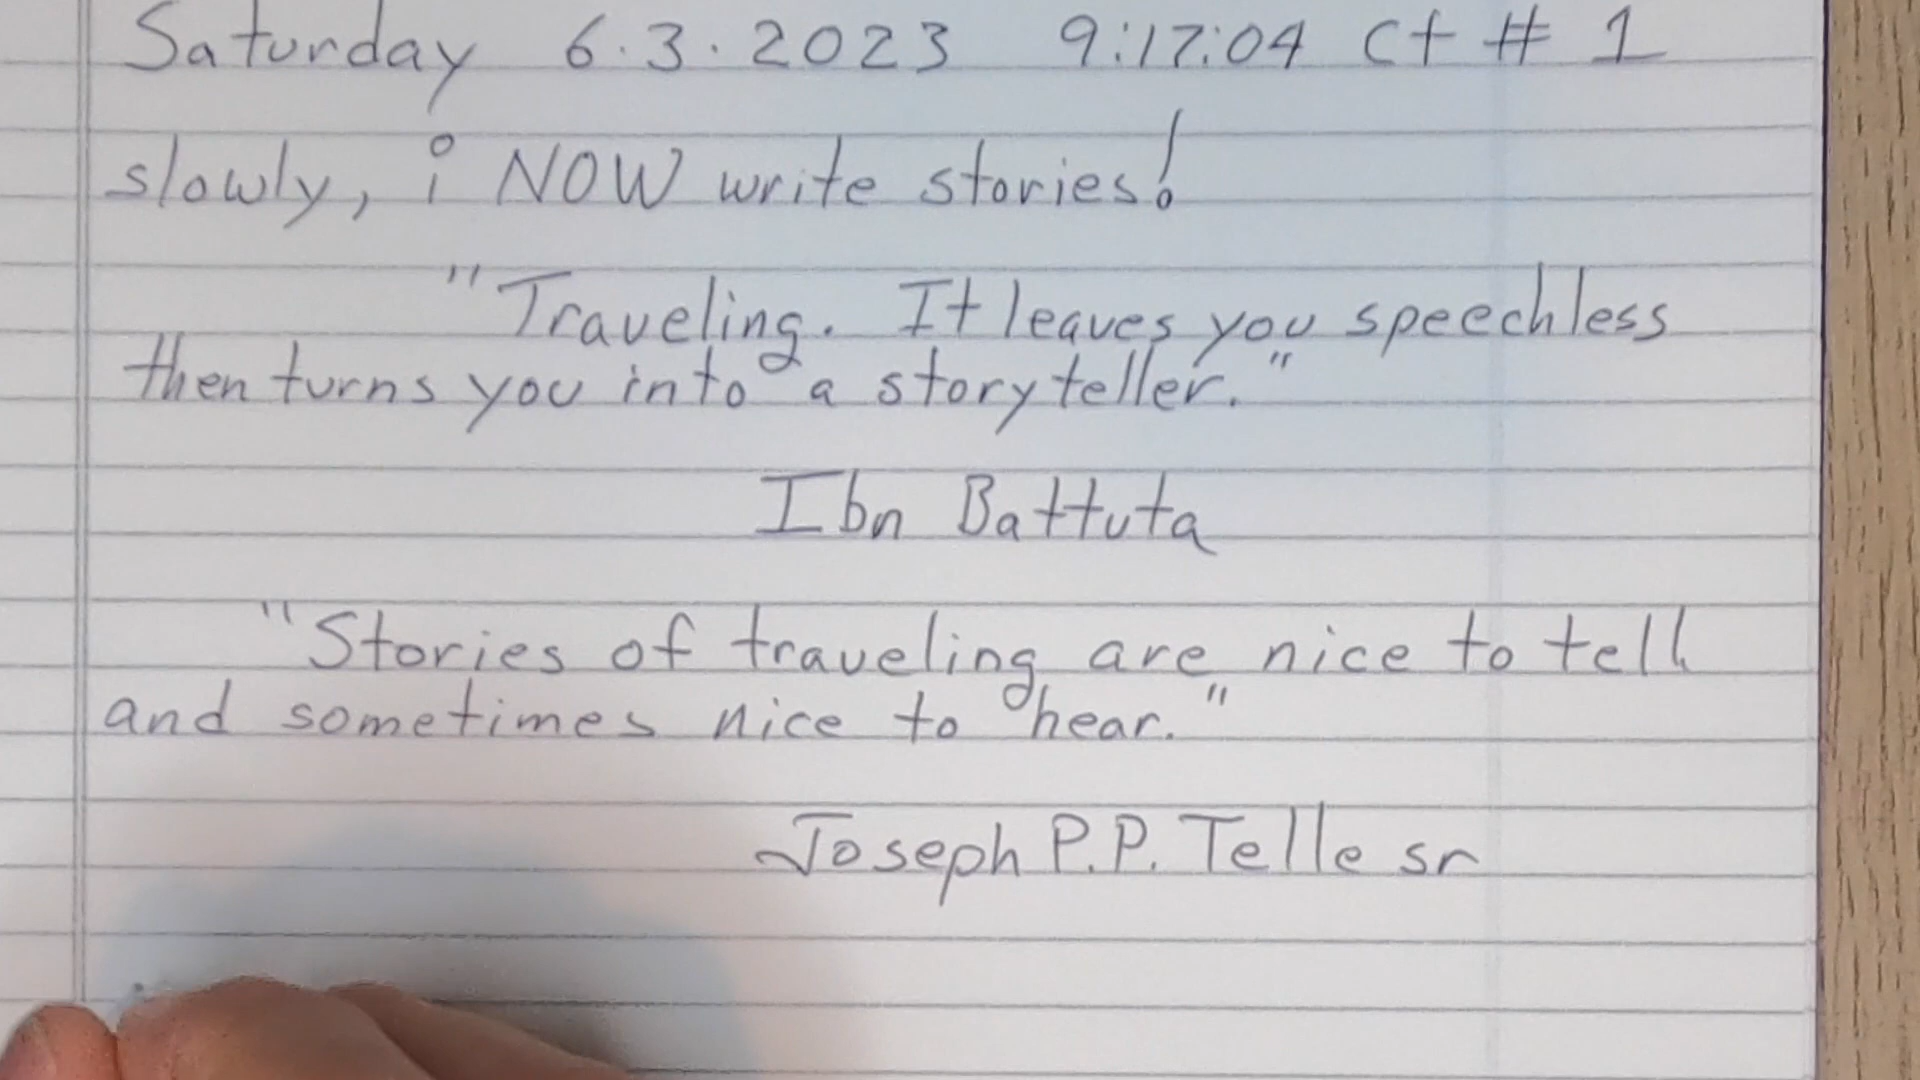 Saturday 6.3.2023 9:17:04 Ct # 1
slowly, i NOW write stories!
"Traveling. It leaves you speechless
then turns you into a storyteller."
Ibn Battuta
"Stories of traveling are nice to tell
and sometimes nice to hear."
Joseph P.P. Telle sr